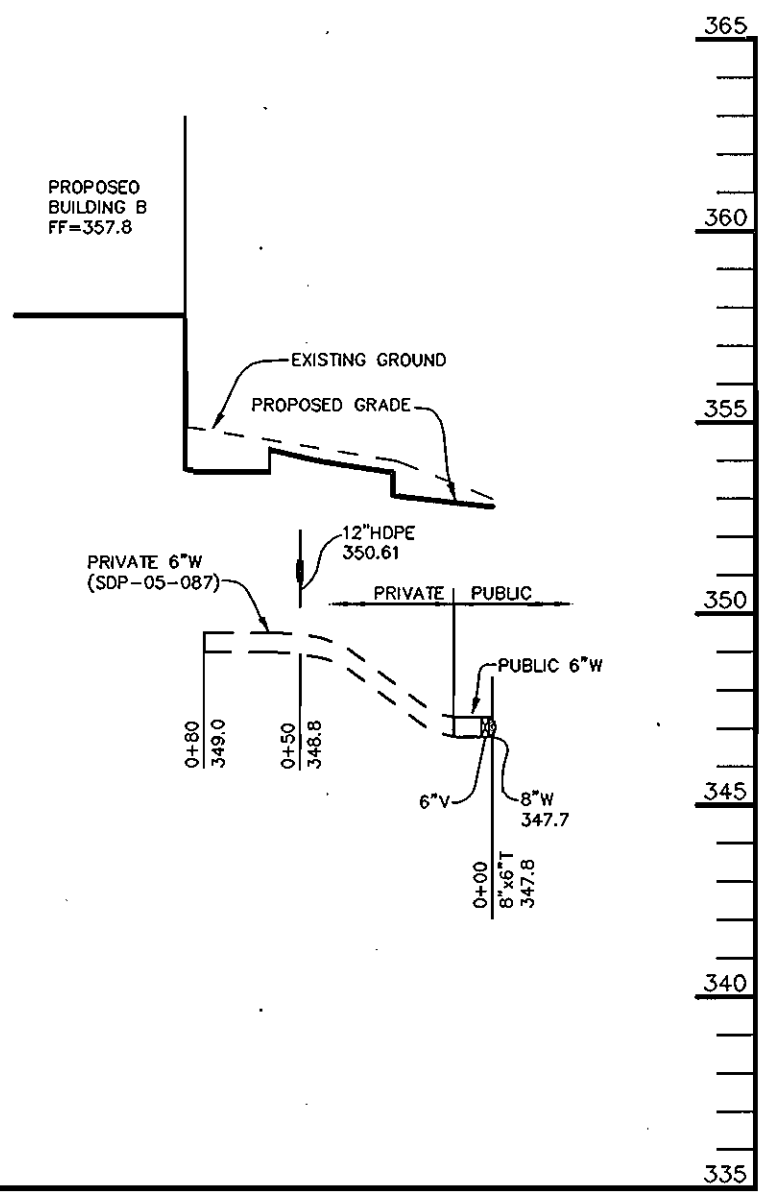 365
PROPOSED
BUILDING B
FF=357.8
360
EXISTING GROUND
PROPOSED GRADE
355
12"HDPE
350.61
PRIVATE 6"W
(SDP-05-087)
PRIVATE
PUBLIC
350
PUBLIC 6"W
0+80
349.0
0+50
348.8
6"V
8"W
347.7
345
0+00
8"x6"T
347.8
340
335